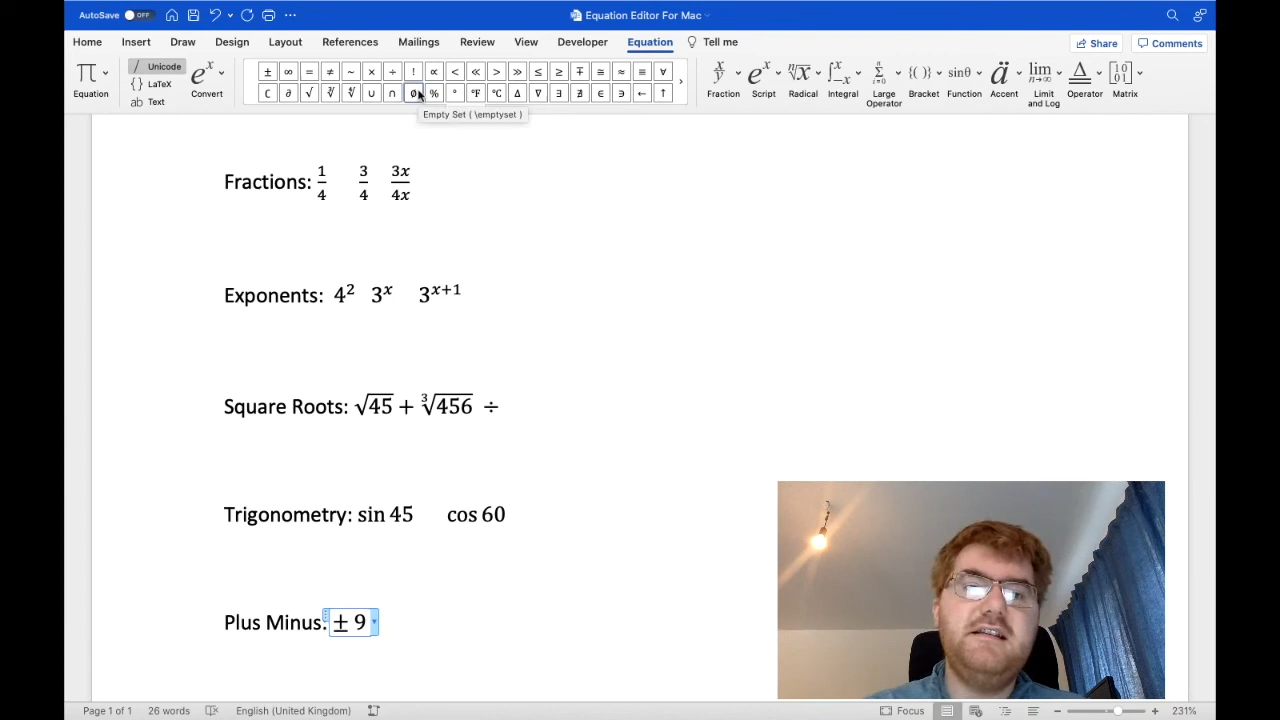 AutoSave OFF Equation Editor For Mac
Home Insert Draw Design Layout References Mailings Review View Developer Equation Tell me Share Comments
π Equation
Unicode
{} LaTeX
ab Text
eˣ Convert
± ∞ = ≠ ~ × ÷ ! ∝ < ≪ > ≫ ≤ ≥ ∓ ≅ ≈ ≡ ∀
∁ ∂ √ ∛ ∜ ∪ ∩ ∅ % ° °F °C ∆ ∇ ∃ ∄ ∈ ∋ ← ↑
Fraction Script Radical Integral Large Operator Bracket Function Accent Limit and Log Operator Matrix
Empty Set ( \emptyset )
Fractions: 1/4 3/4 3x/4x
Exponents: 4² 3ˣ 3ˣ⁺¹
Square Roots: √45 + ∛456 ÷
Trigonometry: sin 45 cos 60
Plus Minus: ± 9
Page 1 of 1 26 words English (United Kingdom) Focus 231%